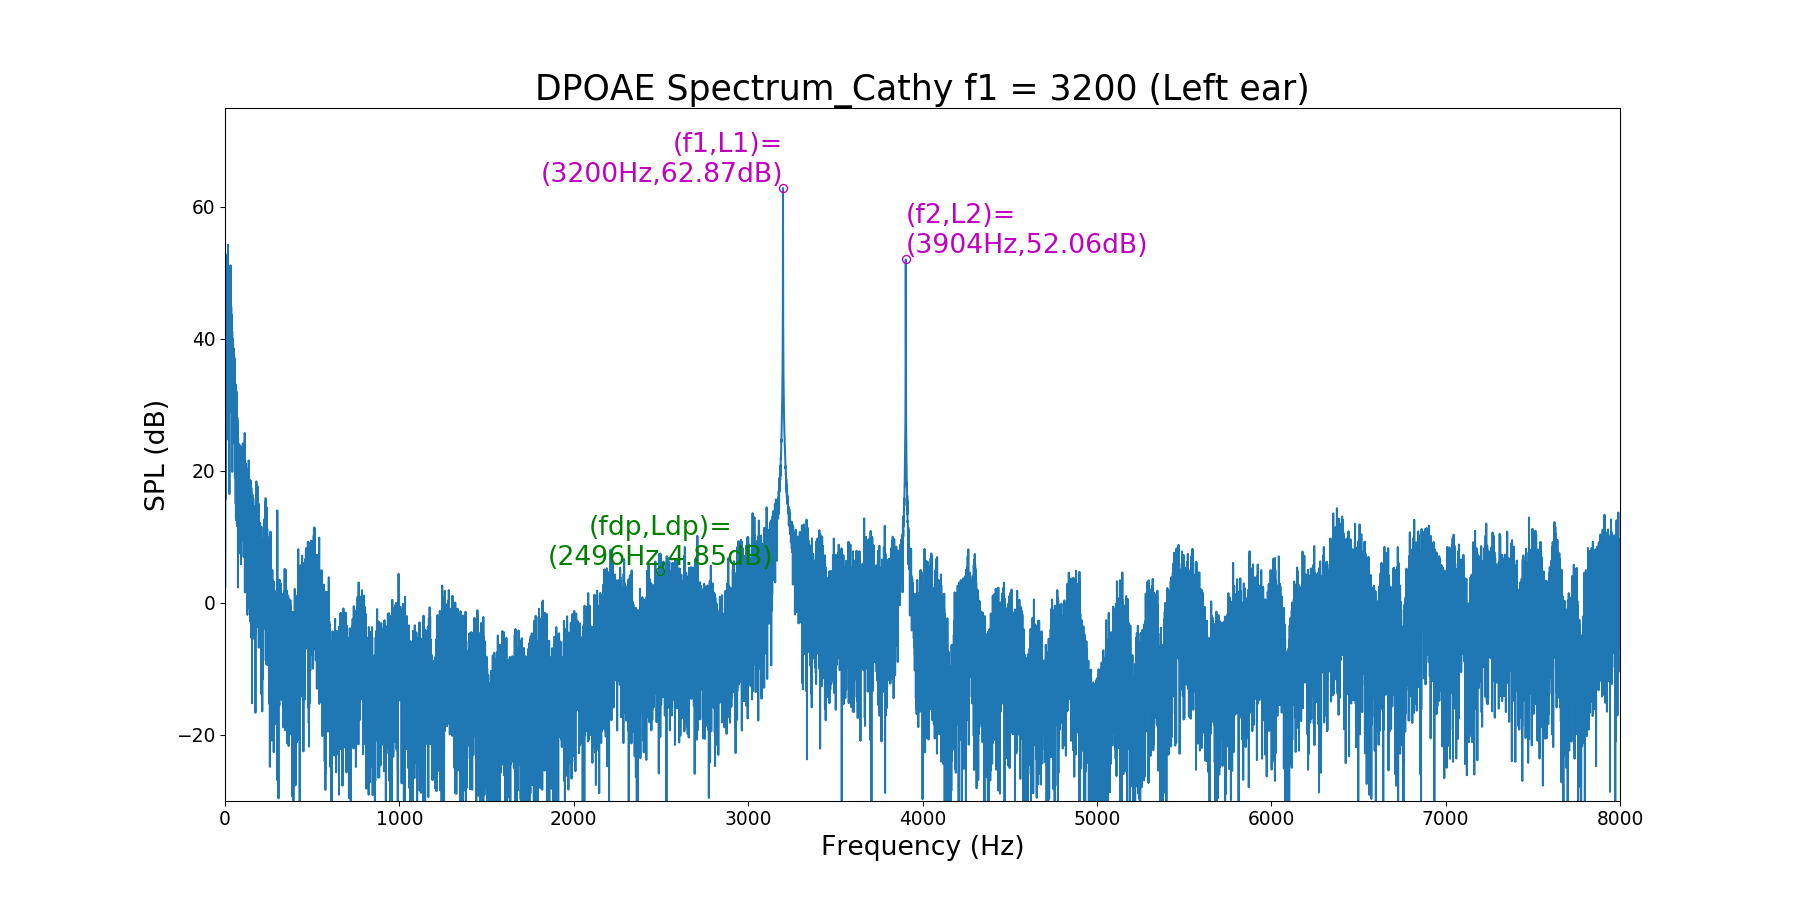 DPOAE Spectrum_Cathy f1 = 3200 (Left ear)
(f1,L1)=
(3200Hz,62.87dB)
(f2,L2)=
(3904Hz,52.06dB)
(fdp,Ldp)=
(2496Hz,4.85dB)
SPL (dB)
60
40
20
0
−20
0 1000 2000 3000 4000 5000 6000 7000 8000
Frequency (Hz)